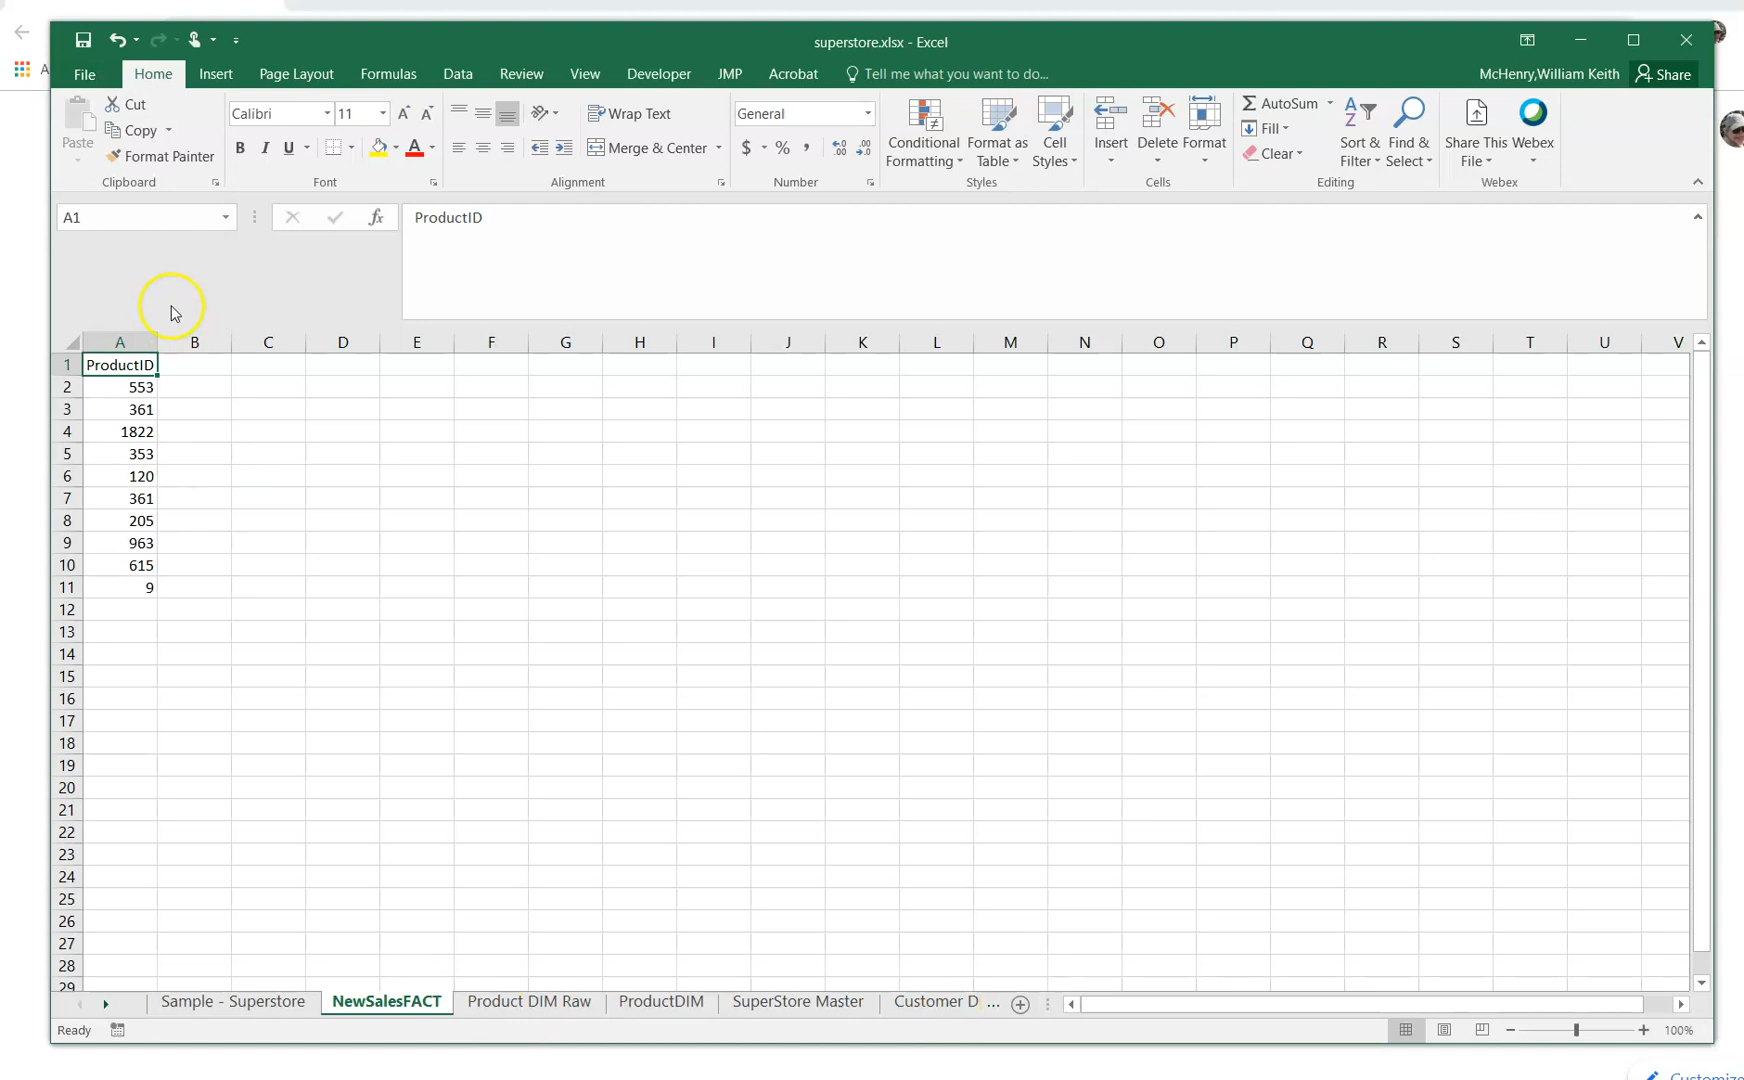 superstore.xlsx - Excel
File Home Insert Page Layout Formulas Data Review View Developer JMP Acrobat Tell me what you want to do... McHenry,William Keith Share
Paste
Cut
Copy
Format Painter
Clipboard
Calibri 11
B I U A
Font
Wrap Text
Merge & Center
Alignment
General
$ % ,
Number
Conditional Formatting
Format as Table
Cell Styles
Styles
Insert Delete Format
Cells
AutoSum
Fill
Clear
Sort & Filter
Find & Select
Editing
Share This File
Webex
Webex
A1 fx ProductID
A B C D E F G H I J K L M N O P Q R S T U V
1 ProductID
2 553
3 361
4 1822
5 353
6 120
7 361
8 205
9 963
10 615
11 9
12
13
14
15
16
17
18
19
20
21
22
23
24
25
26
27
28
29
Sample - Superstore NewSalesFACT Product DIM Raw ProductDIM SuperStore Master Customer D ...
Ready 100%
Customize